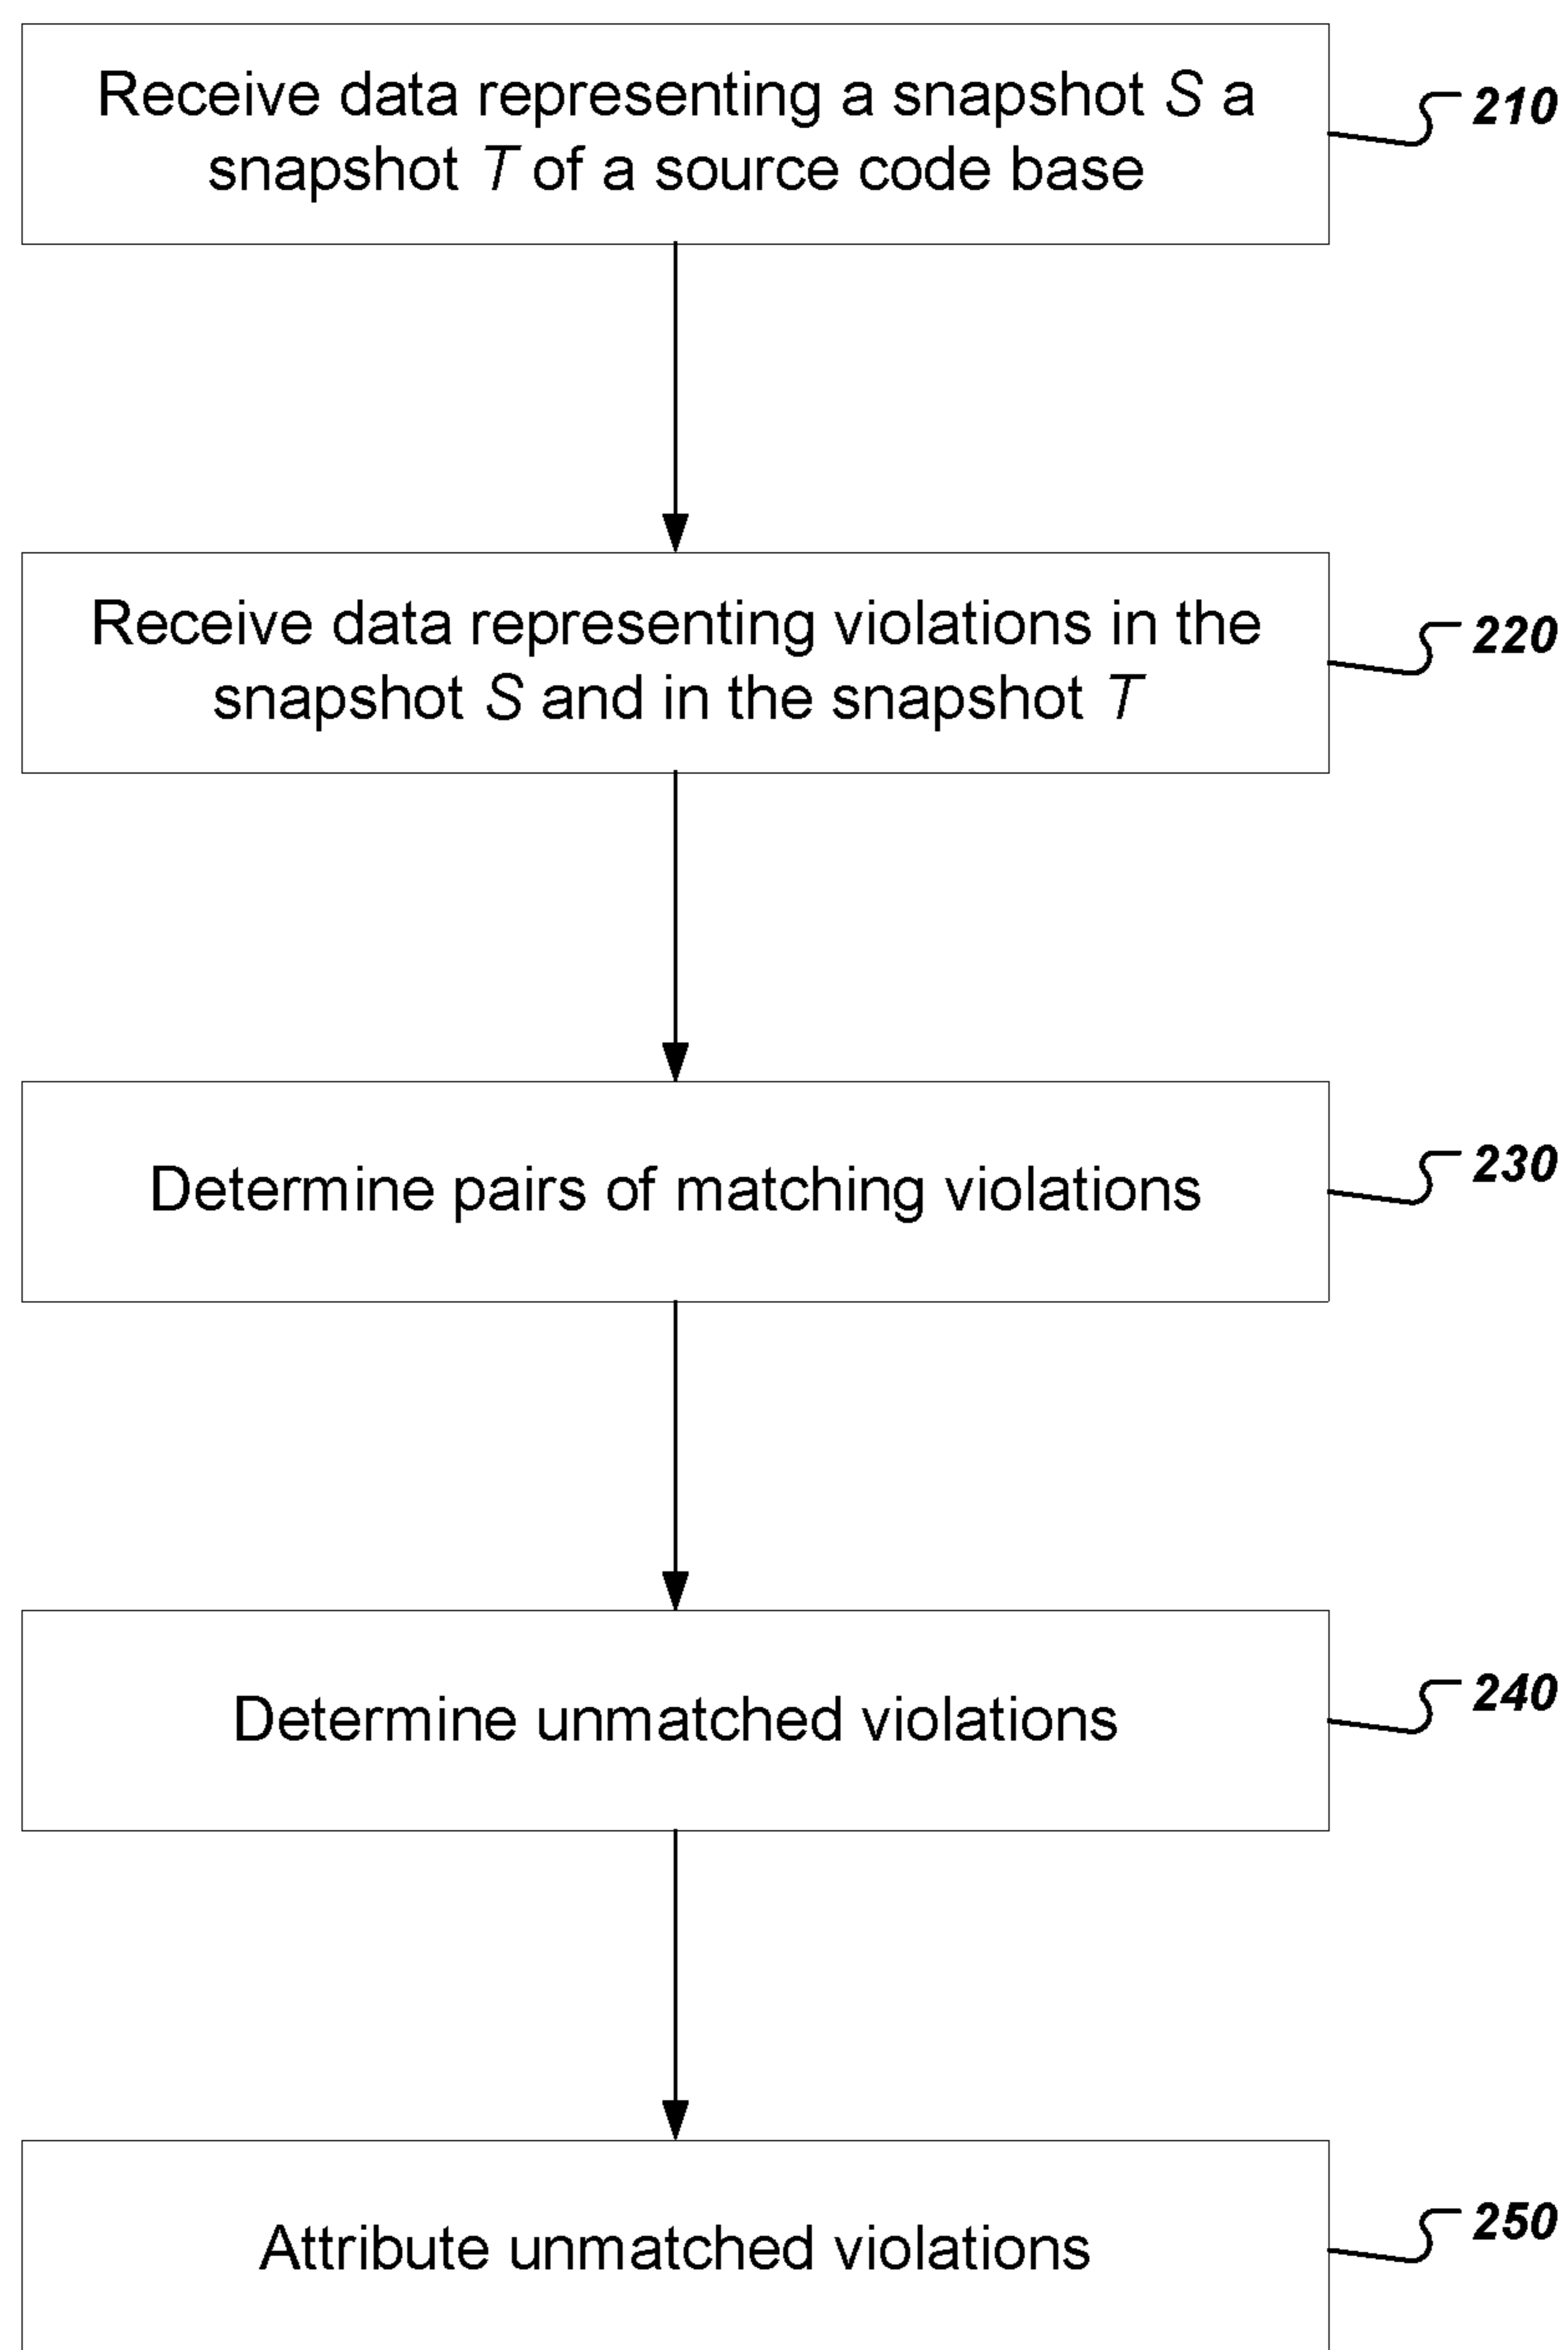 Receive data representing a snapshot S a
snapshot T of a source code base
210
Receive data representing violations in the
snapshot S and in the snapshot T
220
Determine pairs of matching violations
230
Determine unmatched violations
240
Attribute unmatched violations
250